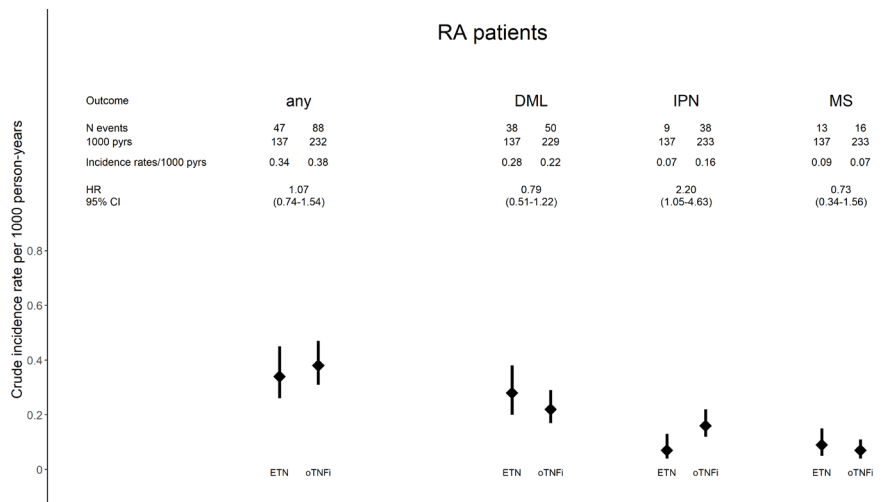 RA patients
Outcome any DML IPN MS
N events 47 88 38 50 9 38 13 16
1000 pyrs 137 232 137 229 137 233 137 233
Incidence rates/1000 pyrs 0.34 0.38 0.28 0.22 0.07 0.16 0.09 0.07
HR 1.07 0.79 2.20 0.73
95% CI (0.74-1.54) (0.51-1.22) (1.05-4.63) (0.34-1.56)
Crude incidence rate per 1000 person-years
0.8
0.6
0.4
0.2
0
ETN oTNFi ETN oTNFi ETN oTNFi ETN oTNFi